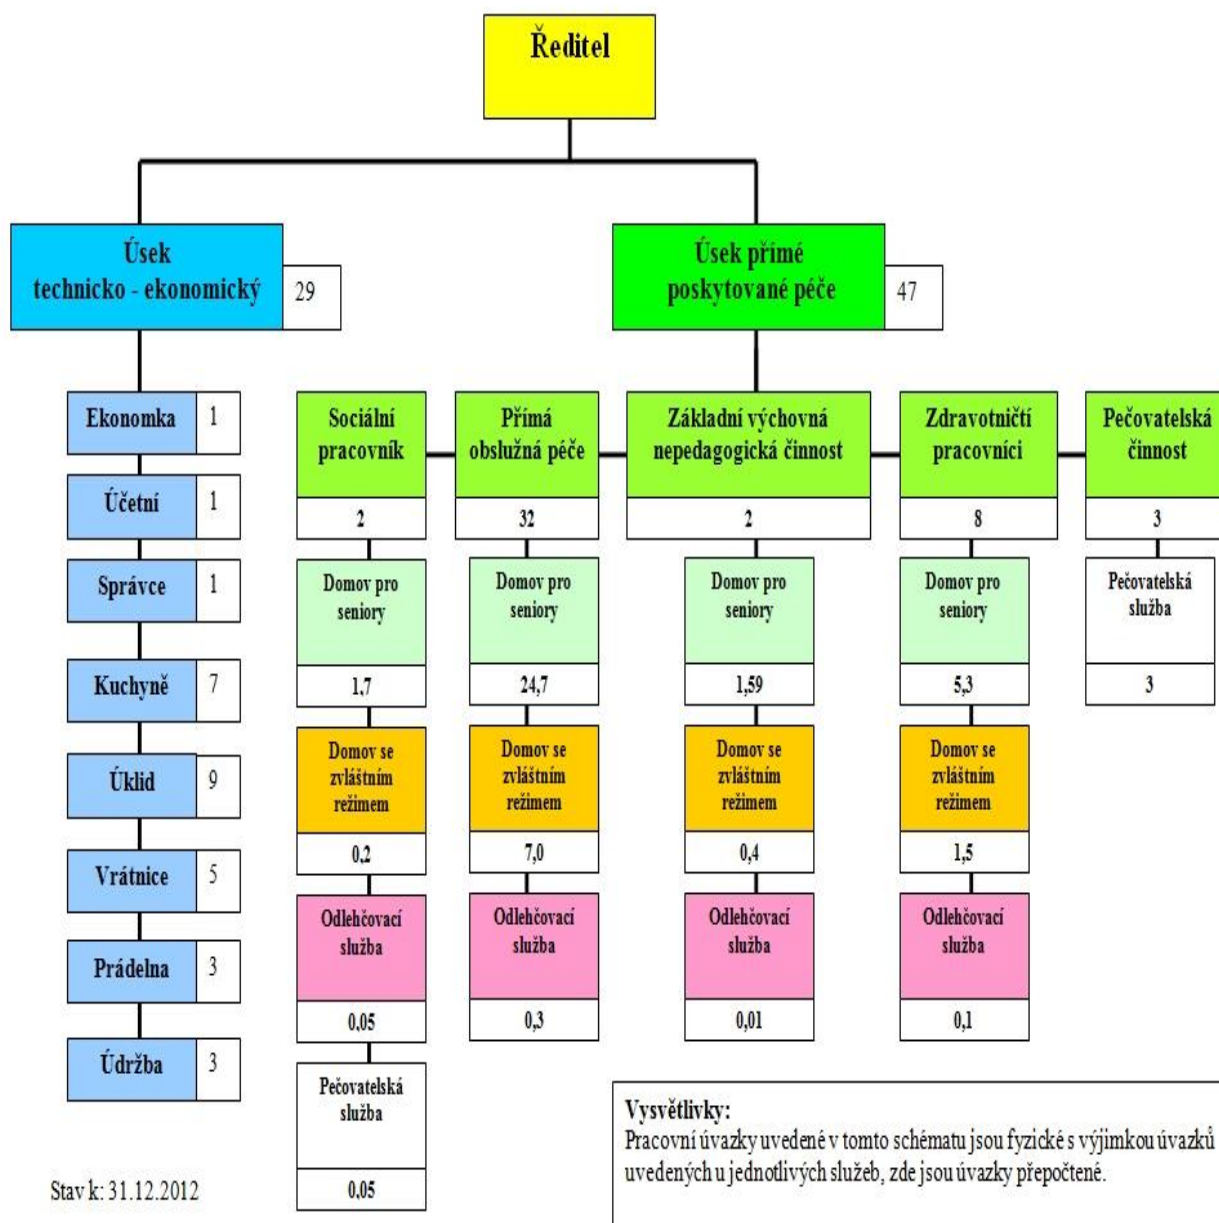 Ředitel
Úsek
technicko - ekonomický
29
Úsek přímé
poskytované péče
47
Ekonomka
1
Účetní
1
Správce
1
Kuchyně
7
Úklid
9
Vrátnice
5
Prádelna
3
Údržba
3
Sociální
pracovník
2
Domov pro
seniory
1,7
Domov se
zvláštním
režimem
0,2
Odlehčovací
služba
0,05
Pečovatelská
služba
0,05
Přímá
obslužná péče
32
Domov pro
seniory
24,7
Domov se
zvláštním
režimem
7,0
Odlehčovací
služba
0,3
Základní výchovná
nepedagogická činnost
2
Domov pro
seniory
1,59
Domov se
zvláštním
režimem
0,4
Odlehčovací
služba
0,01
Zdravotničtí
pracovníci
8
Domov pro
seniory
5,3
Domov se
zvláštním
režimem
1,5
Odlehčovací
služba
0,1
Pečovatelská
činnost
3
Pečovatelská
služba
3
Vysvětlivky:
Pracovní úvazky uvedené v tomto schématu jsou fyzické s výjimkou úvazků
uvedených u jednotlivých služeb, zde jsou úvazky přepočtené.
Stav k: 31.12.2012